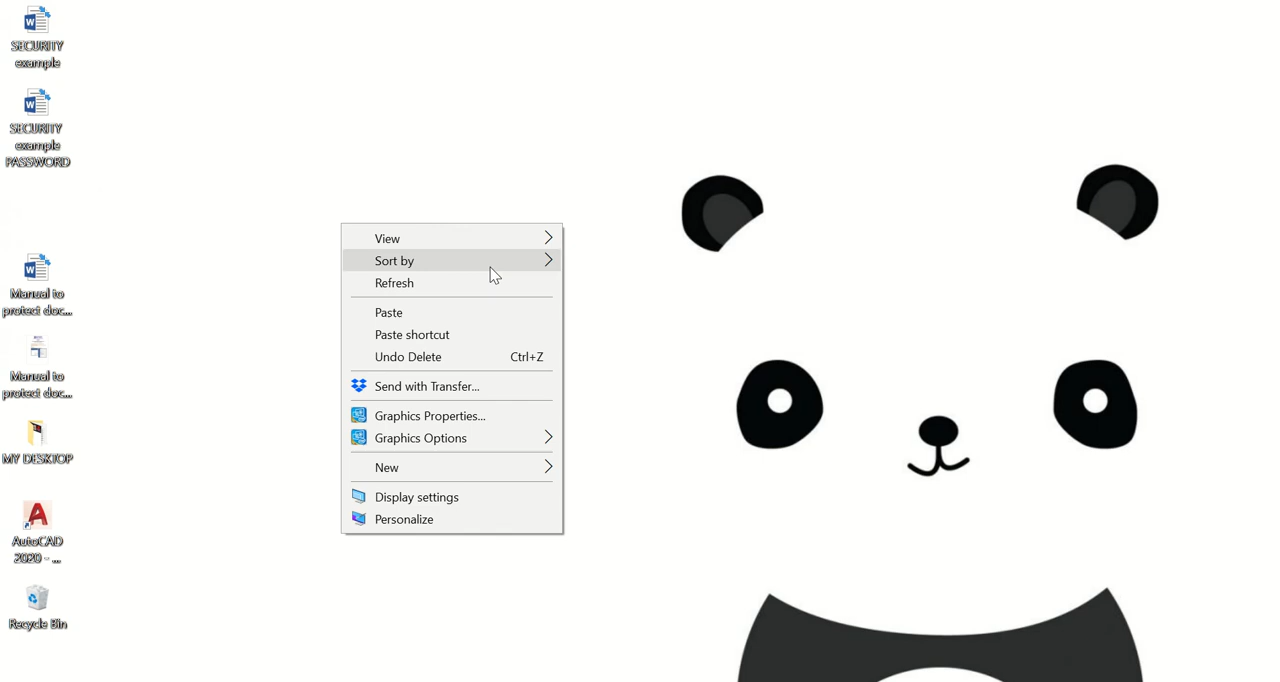 SECURITY
example
SECURITY
example
PASSWORD
Manual to
protect doc...
Manual to
protect doc...
MY DESKTOP
AutoCAD
2020 - ...
Recycle Bin
View
Sort by
Refresh
Paste
Paste shortcut
Undo Delete Ctrl+Z
Send with Transfer...
Graphics Properties...
Graphics Options
New
Display settings
Personalize